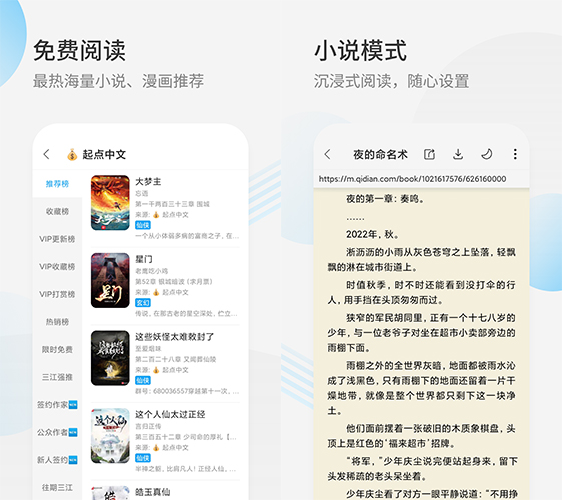 免费阅读
最热海量小说、漫画推荐
起点中文
推荐榜
收藏榜
VIP更新榜
VIP收藏榜
VIP打赏榜
热销榜
限时免费
三江强推
签约作家
公众作者
新人签约
往期三江
大梦主
忘语
第一千两百三十三章 围城
来源: 起点中文
仙侠
一个从小体弱多病的富商之子，在…
星门
老鹰吃小鸡
第52章 银城暗波（求月票）
来源: 起点中文
玄幻
传说，在那古老的星空深处，伫立…
这些妖怪太难敕封了
至爱烟味
第二百二十八章 又闻爵仙陵
来源: 起点中文
仙侠
群号: 680036557穿越第十一次，…
这个人仙太过正经
言归正传
第三百五十二章 少司命的厚礼【…
来源: 起点中文
仙侠
半神之躯，比肩凡人！正经人仙，…
皓玉真仙
小说模式
沉浸式阅读，随心设置
夜的命名术
https://m.qidian.com/book/1021617576/626160000
夜的第一章：奏鸣。
……
2022年，秋。
淅沥沥的小雨从灰色苍穹之上坠落，轻飘
飘的淋在城市街道上。
时值秋季，时不时还能看到没打伞的行
人，用手挡在头顶匆匆而过。
狭窄的军民胡同里，正有一个十七八岁的
少年，与一位老爷子对坐在超市小卖部旁边的
雨棚下面。
雨棚之外的全世界灰暗，地面都被雨水沁
成了浅黑色，只有雨棚下的地面还留着一片干
燥地带，就像是整个世界都只剩下这一块净
土。
他们面前摆着一张破旧的木质象棋盘，头
顶上是红色的‘福来超市’招牌。
“将军，”少年庆尘说完便站起身来，留下
头发稀疏的老头呆坐着。
少年庆尘看了对方一眼平静说道：“不用挣